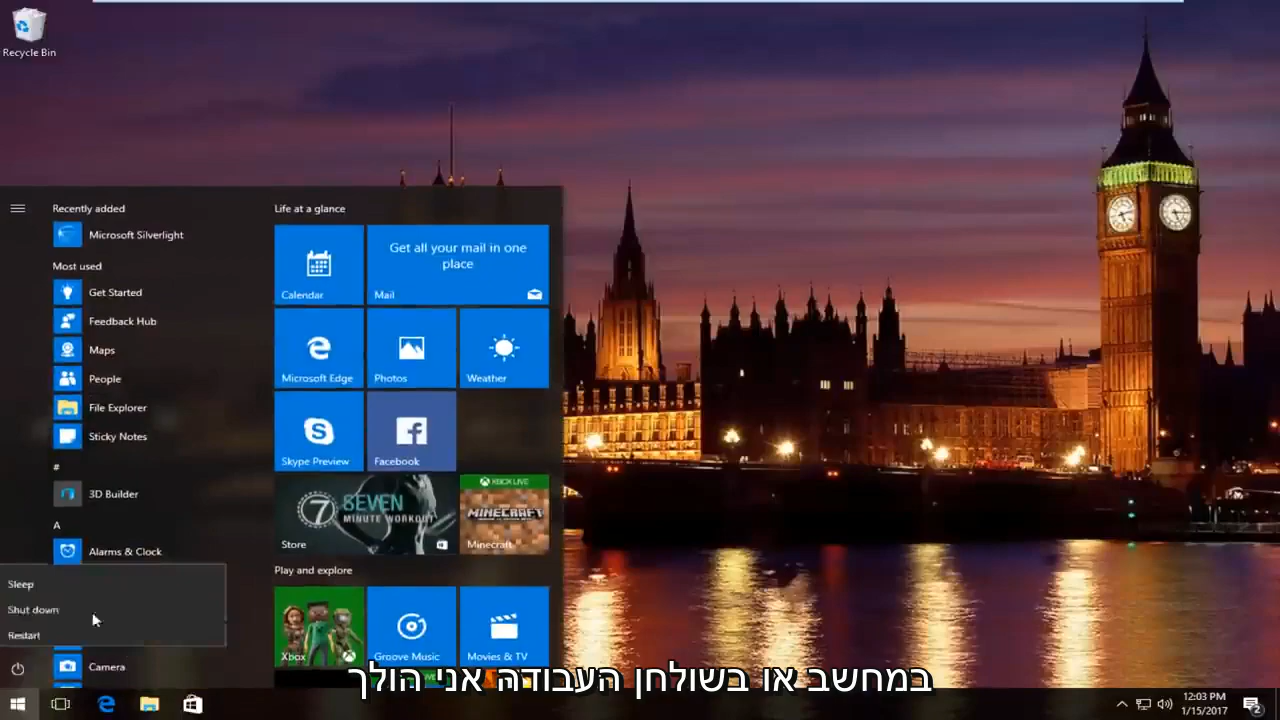 Recycle Bin
Recently added
Microsoft Silverlight
Most used
Get Started
Feedback Hub
Maps
People
File Explorer
Sticky Notes
#
3D Builder
A
Alarms & Clock
Sleep
Shut down
Restart
Camera
Life at a glance
Calendar
Get all your mail in one
place
Mail
Microsoft Edge
Photos
Weather
Skype Preview
Facebook
7 SEVEN
MINUTE WORKOUT
Store
XBOX LIVE
MINECRAFT
Minecraft
Play and explore
Xbox
Groove Music
Movies & TV
במחשב או בשולחן העבודה אני הולך
12:03 PM
1/15/2017
2